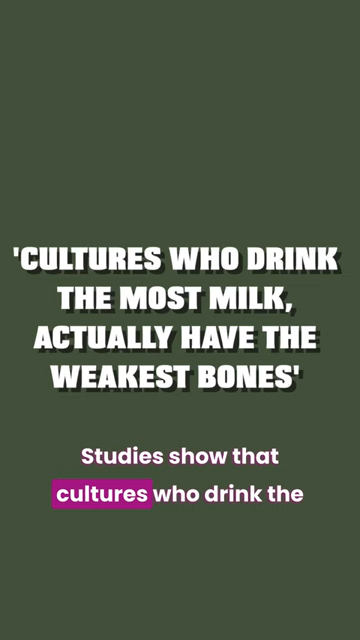 'CULTURES WHO DRINK
THE MOST MILK,
ACTUALLY HAVE THE
WEAKEST BONES'
Studies show that
cultures who drink the